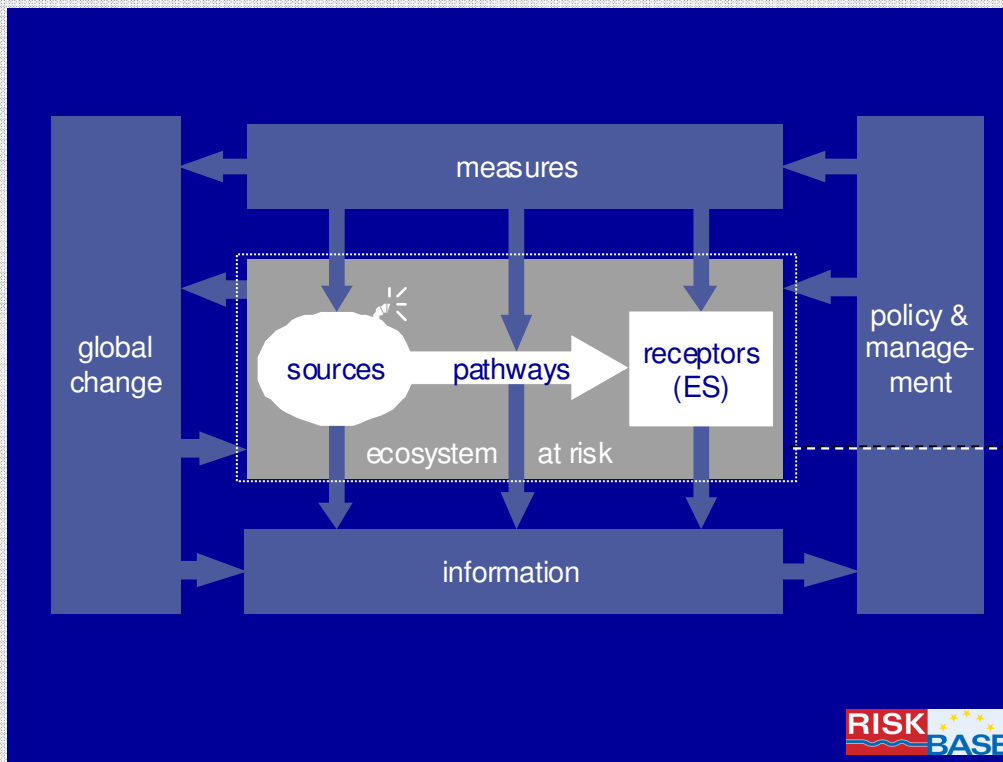 measures
global
change
policy &
manage-
ment
sources
pathways
receptors
(ES)
ecosystem at risk
information
RISK
BASE